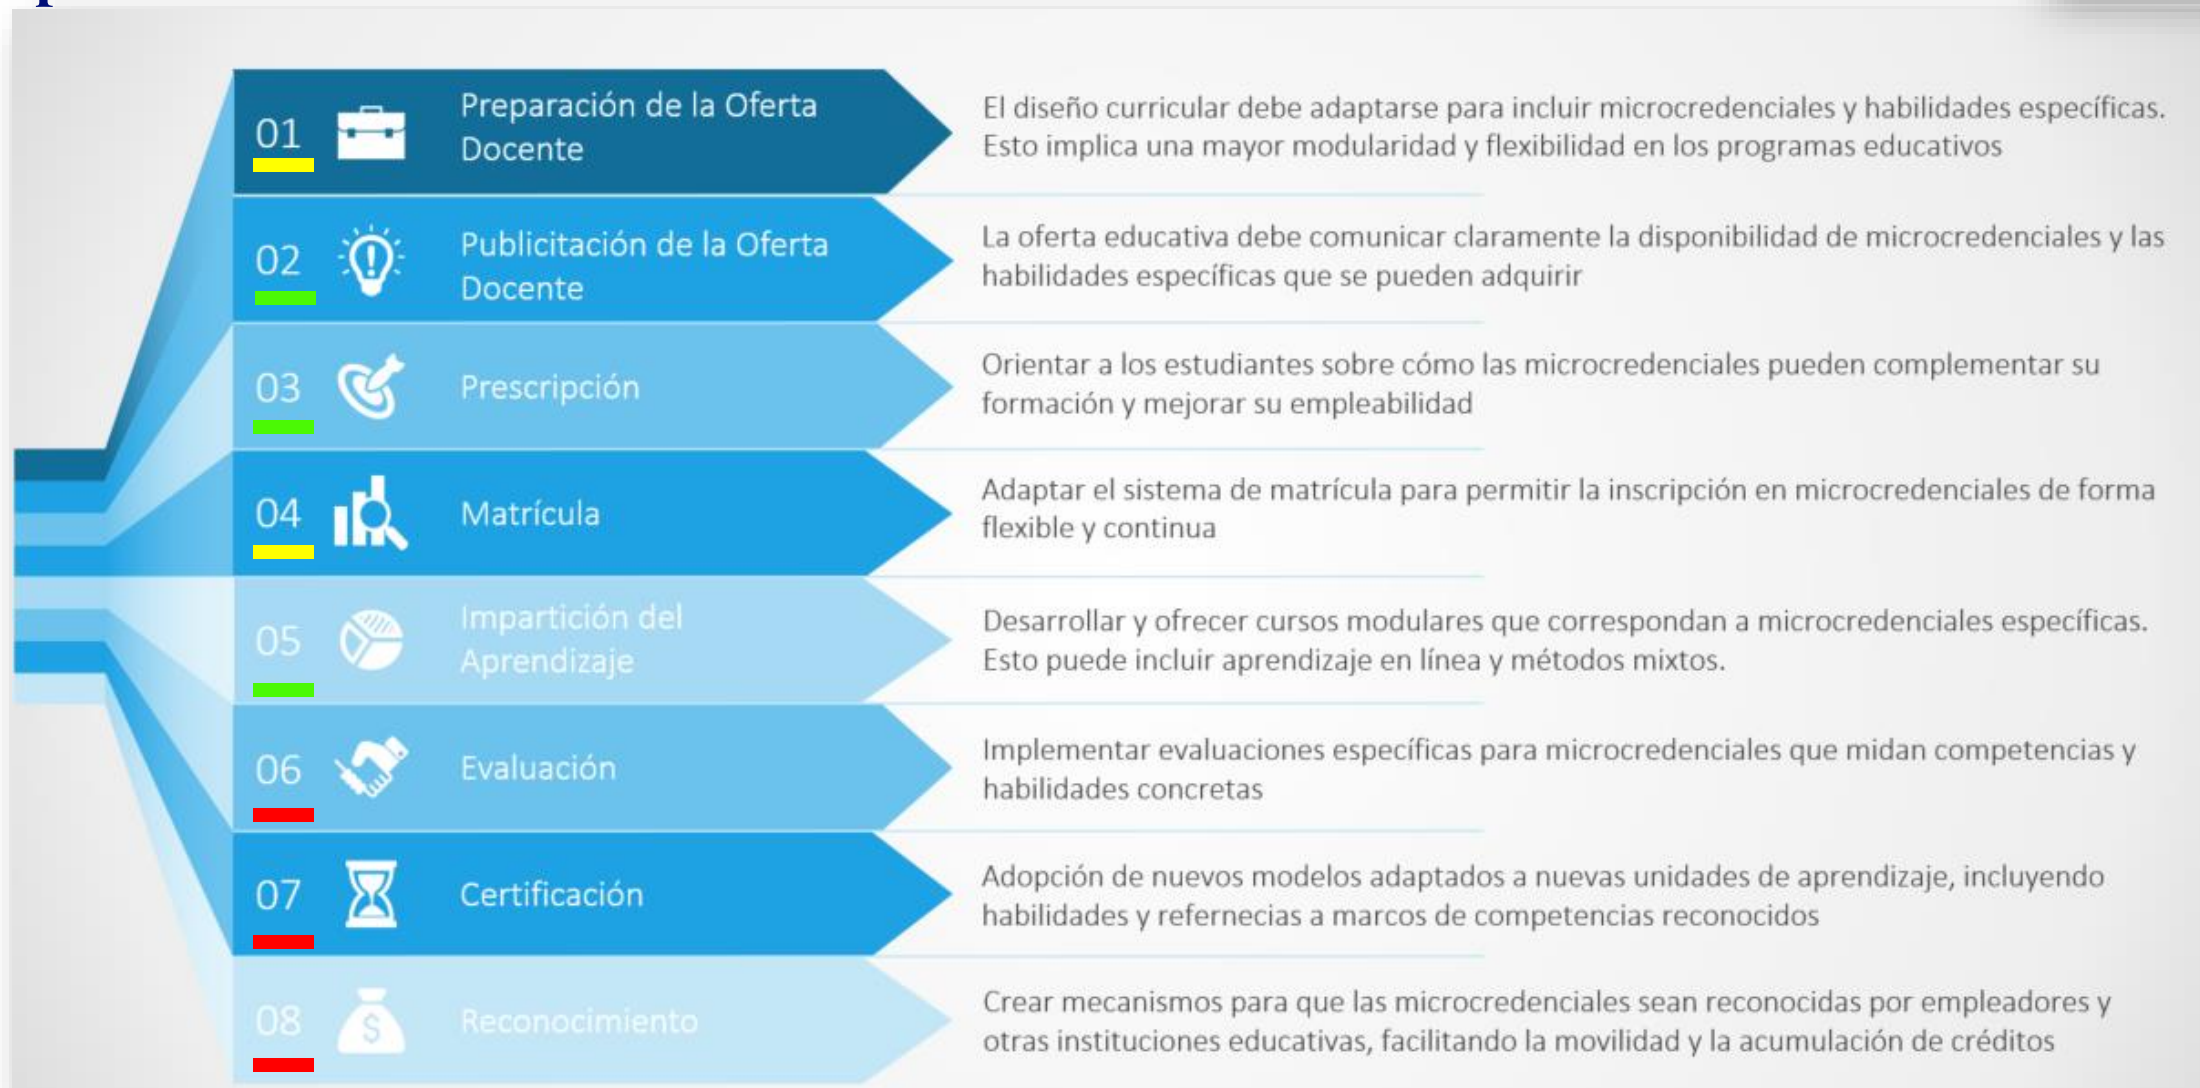 01
Preparación de la Oferta
Docente
El diseño curricular debe adaptarse para incluir microcredenciales y habilidades específicas.
Esto implica una mayor modularidad y flexibilidad en los programas educativos
02
Publicitación de la Oferta
Docente
La oferta educativa debe comunicar claramente la disponibilidad de microcredenciales y las
habilidades específicas que se pueden adquirir
03
Prescripción
Orientar a los estudiantes sobre cómo las microcredenciales pueden complementar su
formación y mejorar su empleabilidad
04
Matrícula
Adaptar el sistema de matrícula para permitir la inscripción en microcredenciales de forma
flexible y continua
05
Impartición del
Aprendizaje
Desarrollar y ofrecer cursos modulares que correspondan a microcredenciales específicas.
Esto puede incluir aprendizaje en línea y métodos mixtos.
06
Evaluación
Implementar evaluaciones específicas para microcredenciales que midan competencias y
habilidades concretas
07
Certificación
Adopción de nuevos modelos adaptados a nuevas unidades de aprendizaje, incluyendo
habilidades y refernecias a marcos de competencias reconocidos
08
$
Reconocimiento
Crear mecanismos para que las microcredenciales sean reconocidas por empleadores y
otras instituciones educativas, facilitando la movilidad y la acumulación de créditos